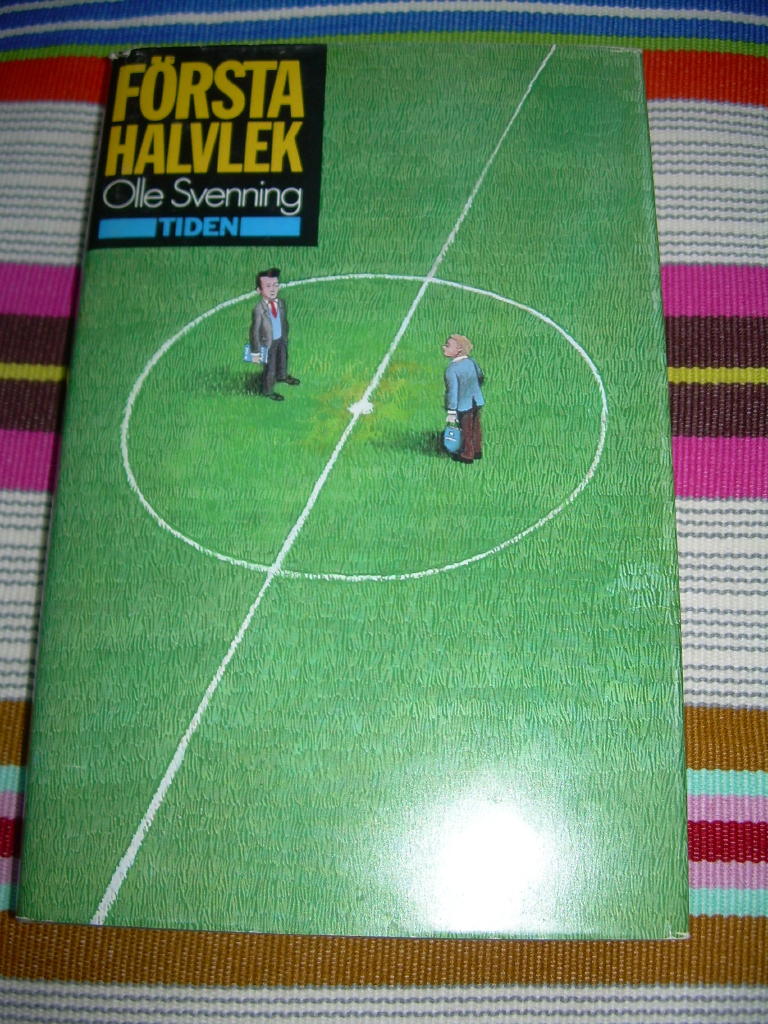 FÖRSTA
HALVLEK
Olle Svenning
TIDEN